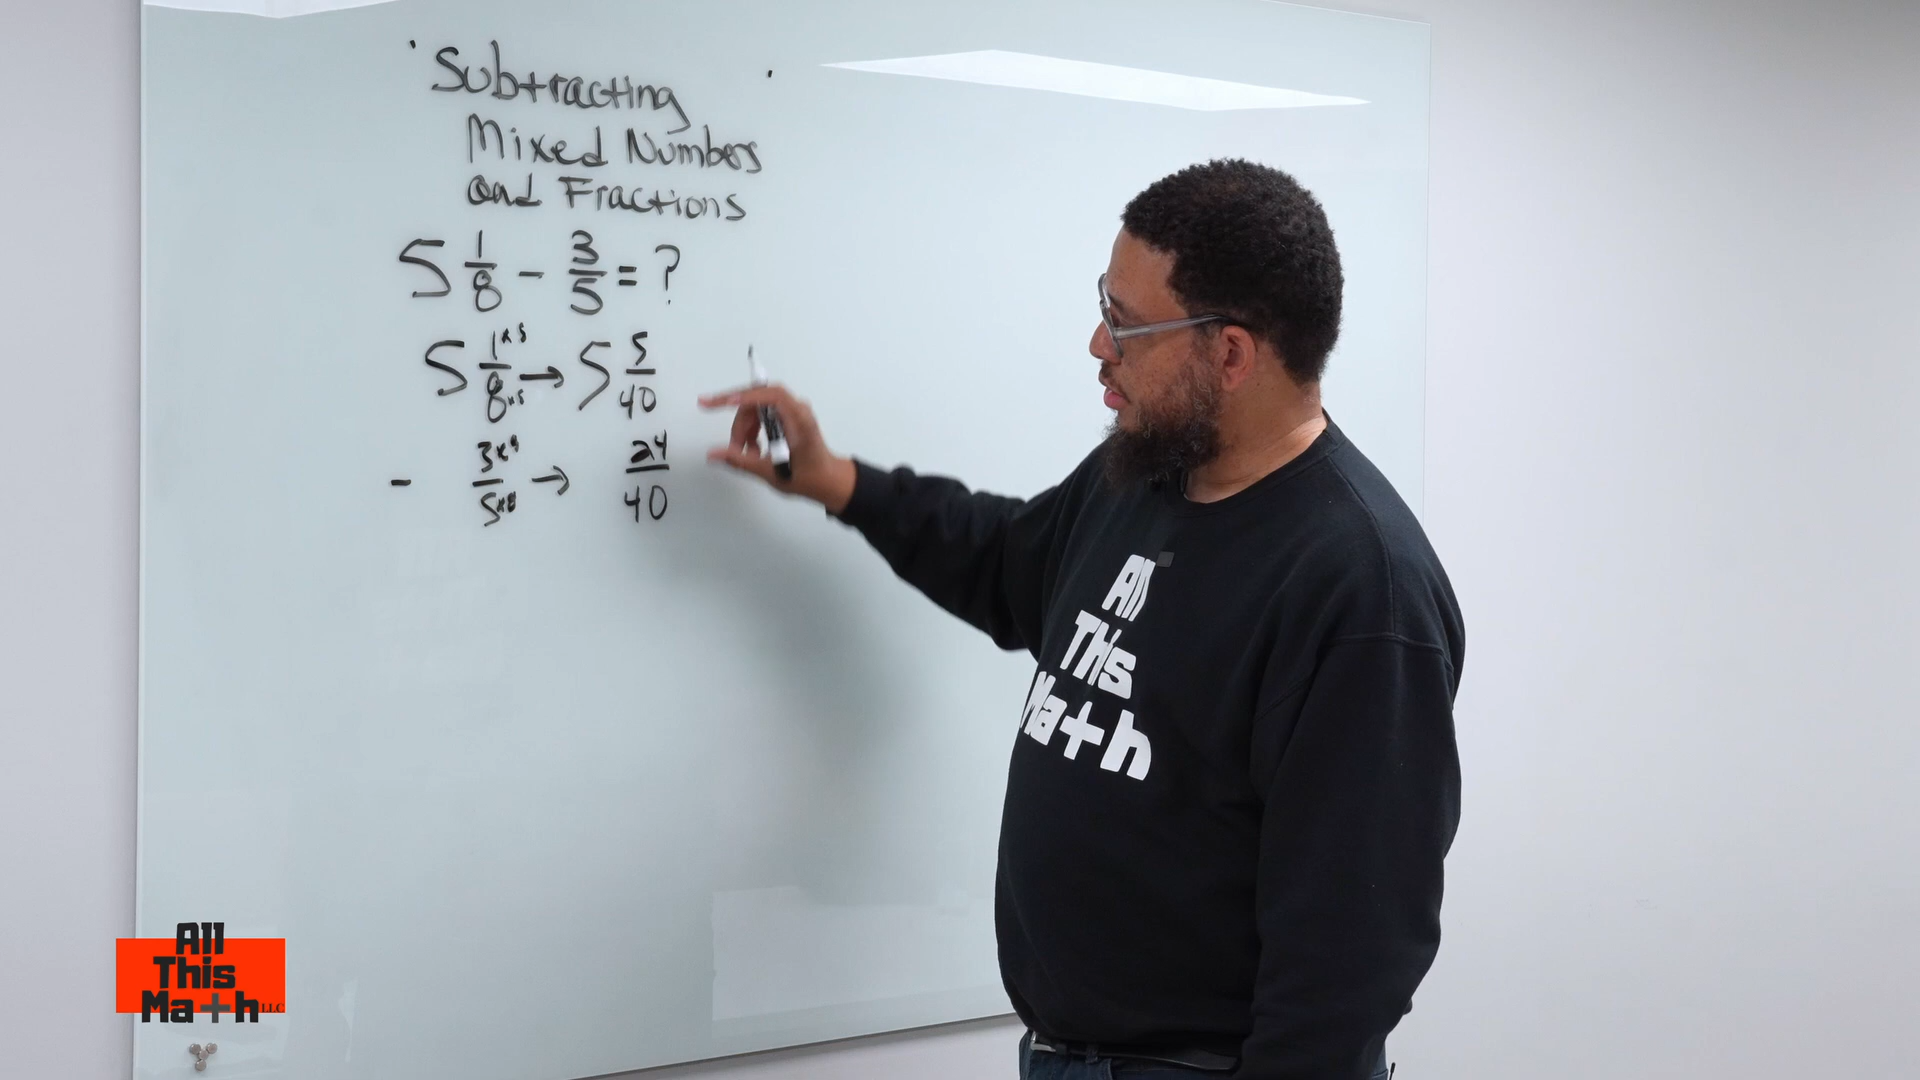 Subtracting
Mixed Numbers
and Fractions
5 1/8 - 3/5 = ?
5 1×5/8×5 → 5 5/40
- 3×8/5×8 → 24/40
All
This
Math
All
This
Math LLC